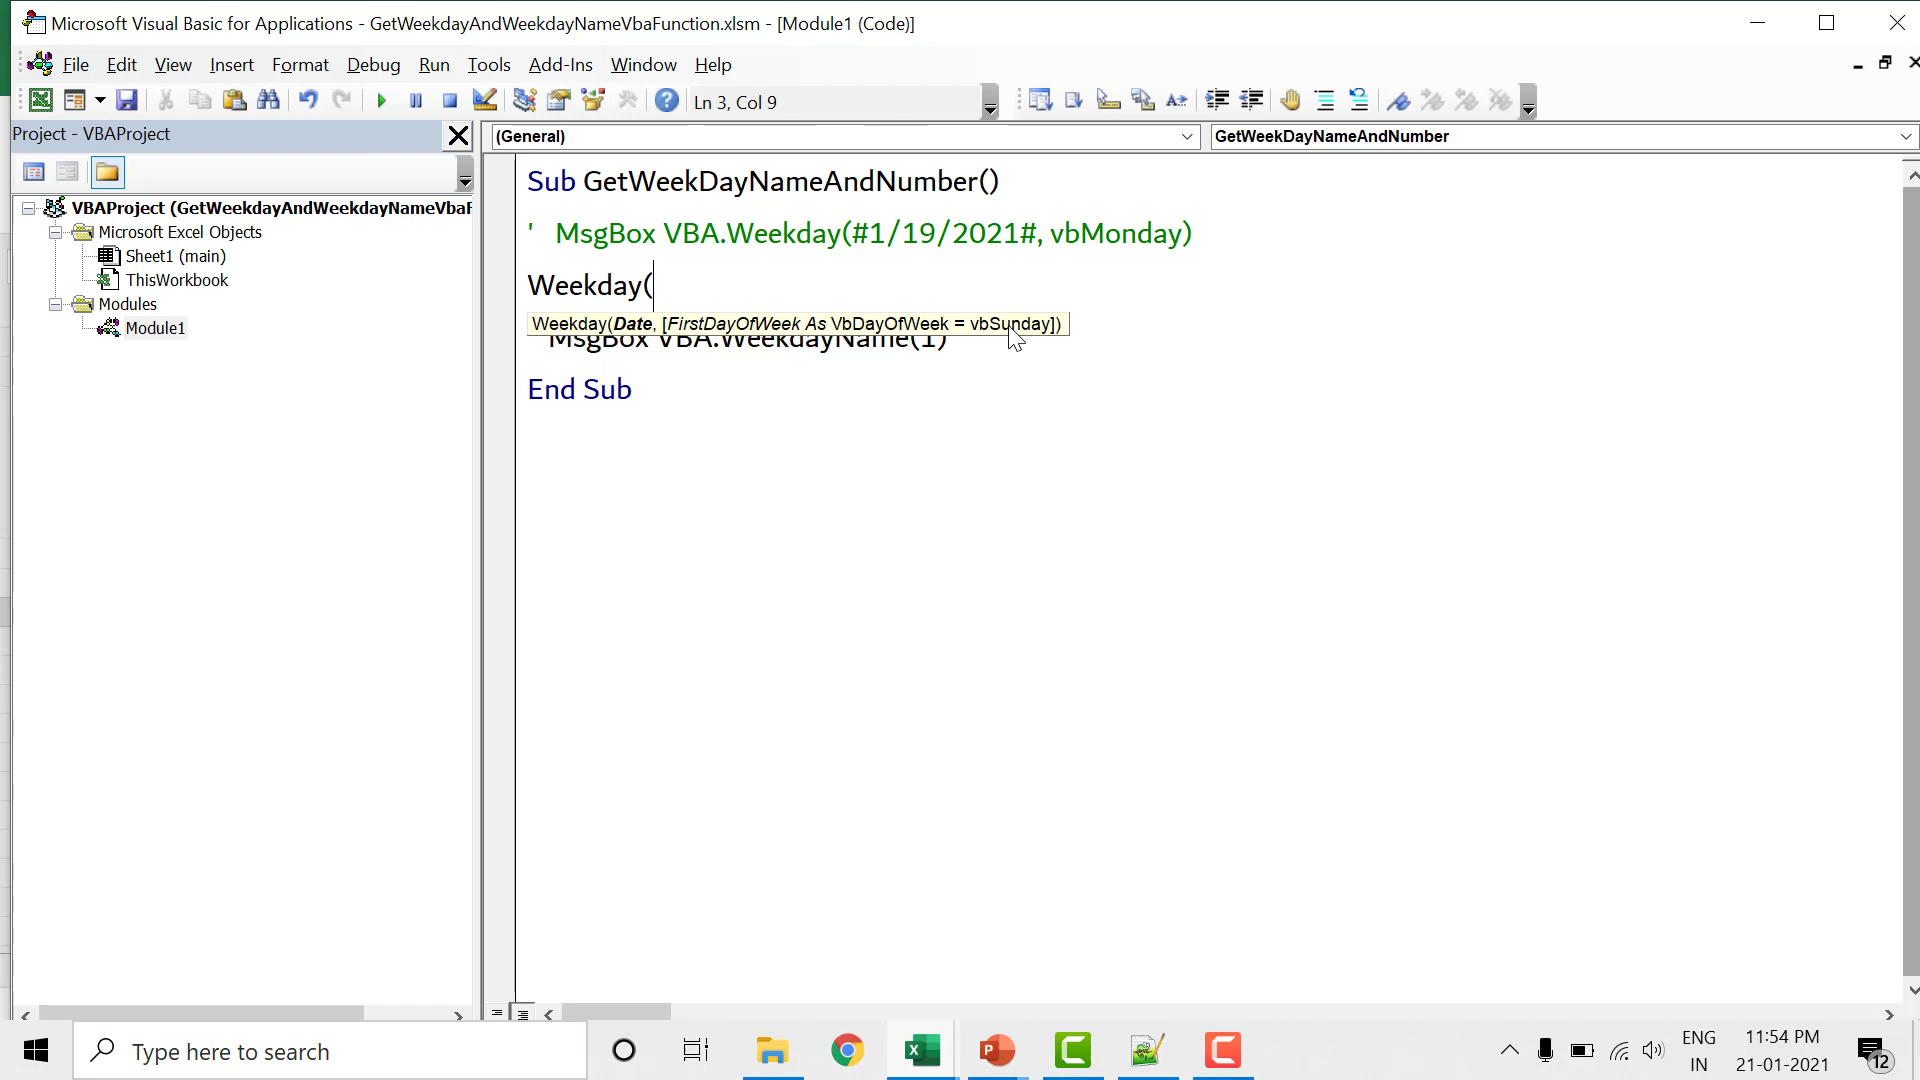 Microsoft Visual Basic for Applications - GetWeekdayAndWeekdayNameVbaFunction.xlsm - [Module1 (Code)]
File Edit View Insert Format Debug Run Tools Add-Ins Window Help
Ln 3, Col 9
Project - VBAProject
(General)
GetWeekDayNameAndNumber
VBAProject (GetWeekdayAndWeekdayNameVbaF
Microsoft Excel Objects
Sheet1 (main)
ThisWorkbook
Modules
Module1
Sub GetWeekDayNameAndNumber()
'   MsgBox VBA.Weekday(#1/19/2021#, vbMonday)
Weekday(
Weekday(Date, [FirstDayOfWeek As VbDayOfWeek = vbSunday])
MsgBox VBA.WeekdayName(1)
End Sub
Type here to search
ENG
IN
11:54 PM
21-01-2021
12